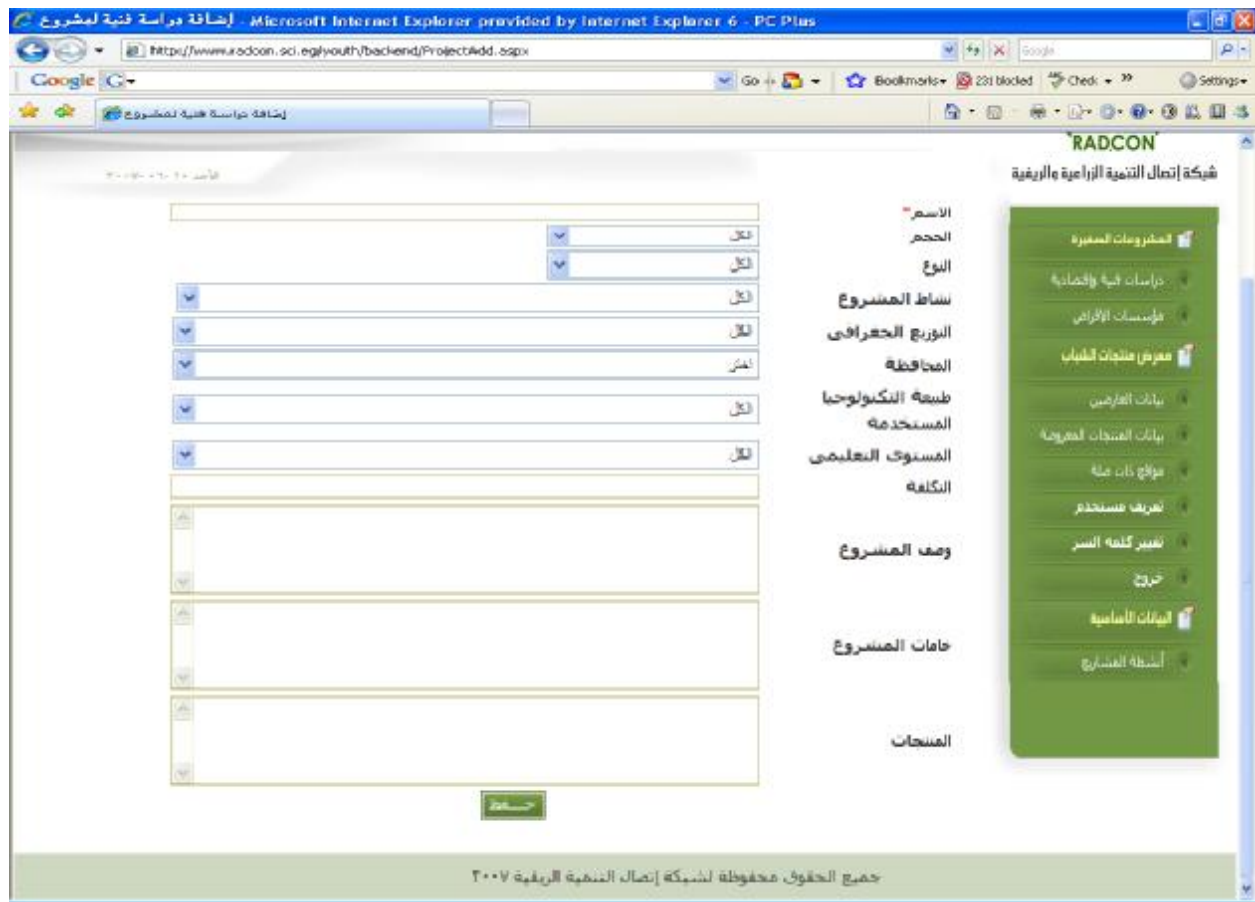 إضافة دراسة فنية لمشروع - Microsoft Internet Explorer provided by Internet Explorer 6 - PC Plus
http://www.radcon.sci.eg/youth/backend/ProjectAdd.aspx
Google
Google
Go
Bookmarks
231 blocked
Check
Settings
إضافة دراسة فنية لمشروع
RADCON
شبكة إتصال التنمية الزراعية والريفية
المشروعات الصغيرة
دراسات فنية واقتصادية
مؤسسات الإقراض
معرض منتجات الشباب
بيانات العارضين
بيانات المنتجات المعروضة
مواقع ذات صلة
تعريف مستخدم
تغيير كلمه السر
خروج
البيانات الأساسية
أنشطة المشاريع
الاسم*
الحجم
الكل
النوع
الكل
نشاط المشروع
الكل
التوزيع الجغرافى
الكل
المحافظة
اختر
طبيعة التكنولوجيا
المستخدمة
الكل
المستوى التعليمى
الكل
التكلفة
وصف المشروع
خامات المشروع
المنتجات
حـــفظ
جميع الحقوق محفوظة لشبكة إتصال التنمية الريفية ٢٠٠٧